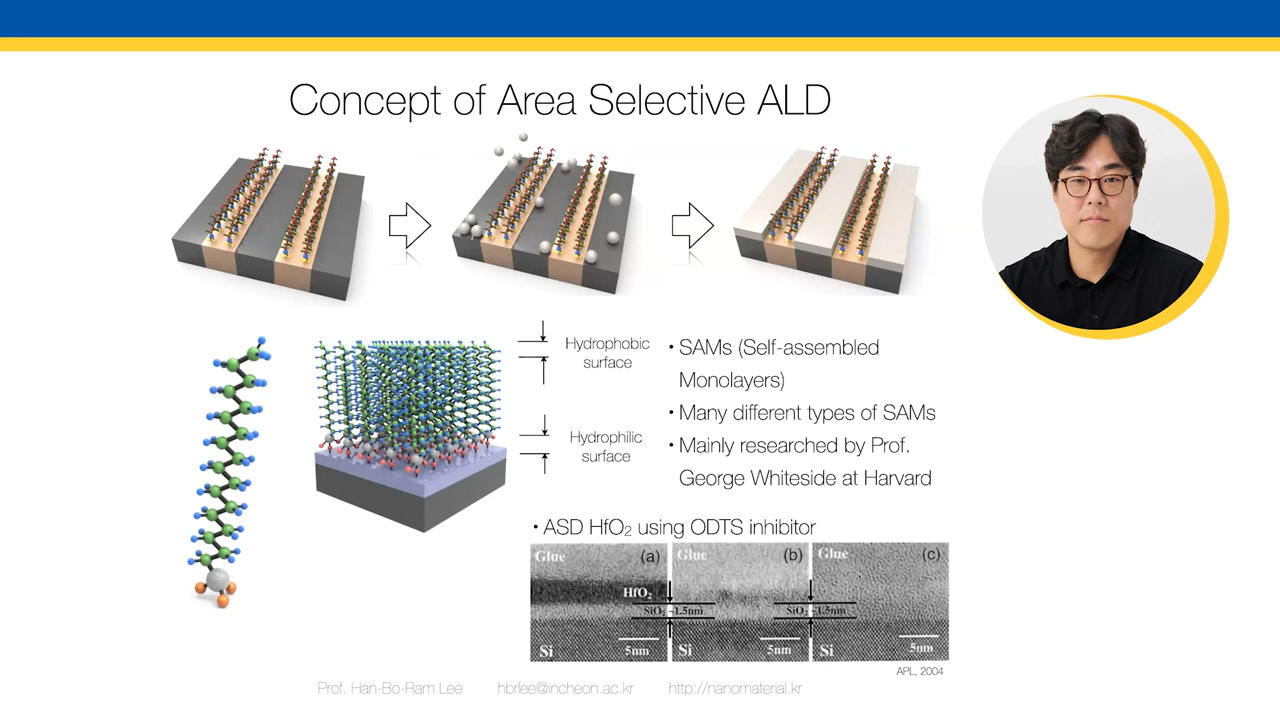 Concept of Area Selective ALD
Hydrophobic
surface
Hydrophilic
surface
• SAMs (Self-assembled
Monolayers)
• Many different types of SAMs
• Mainly researched by Prof.
George Whiteside at Harvard
• ASD HfO₂ using ODTS inhibitor
Glue (a)
HfO₂
SiO₂ ~1.5nm
Si 5nm
Glue (b)
Si 5nm
Glue (c)
SiO₂ ~1.5nm
Si 5nm
APL, 2004
Prof. Han-Bo-Ram Lee hbrlee@incheon.ac.kr http://nanomaterial.kr